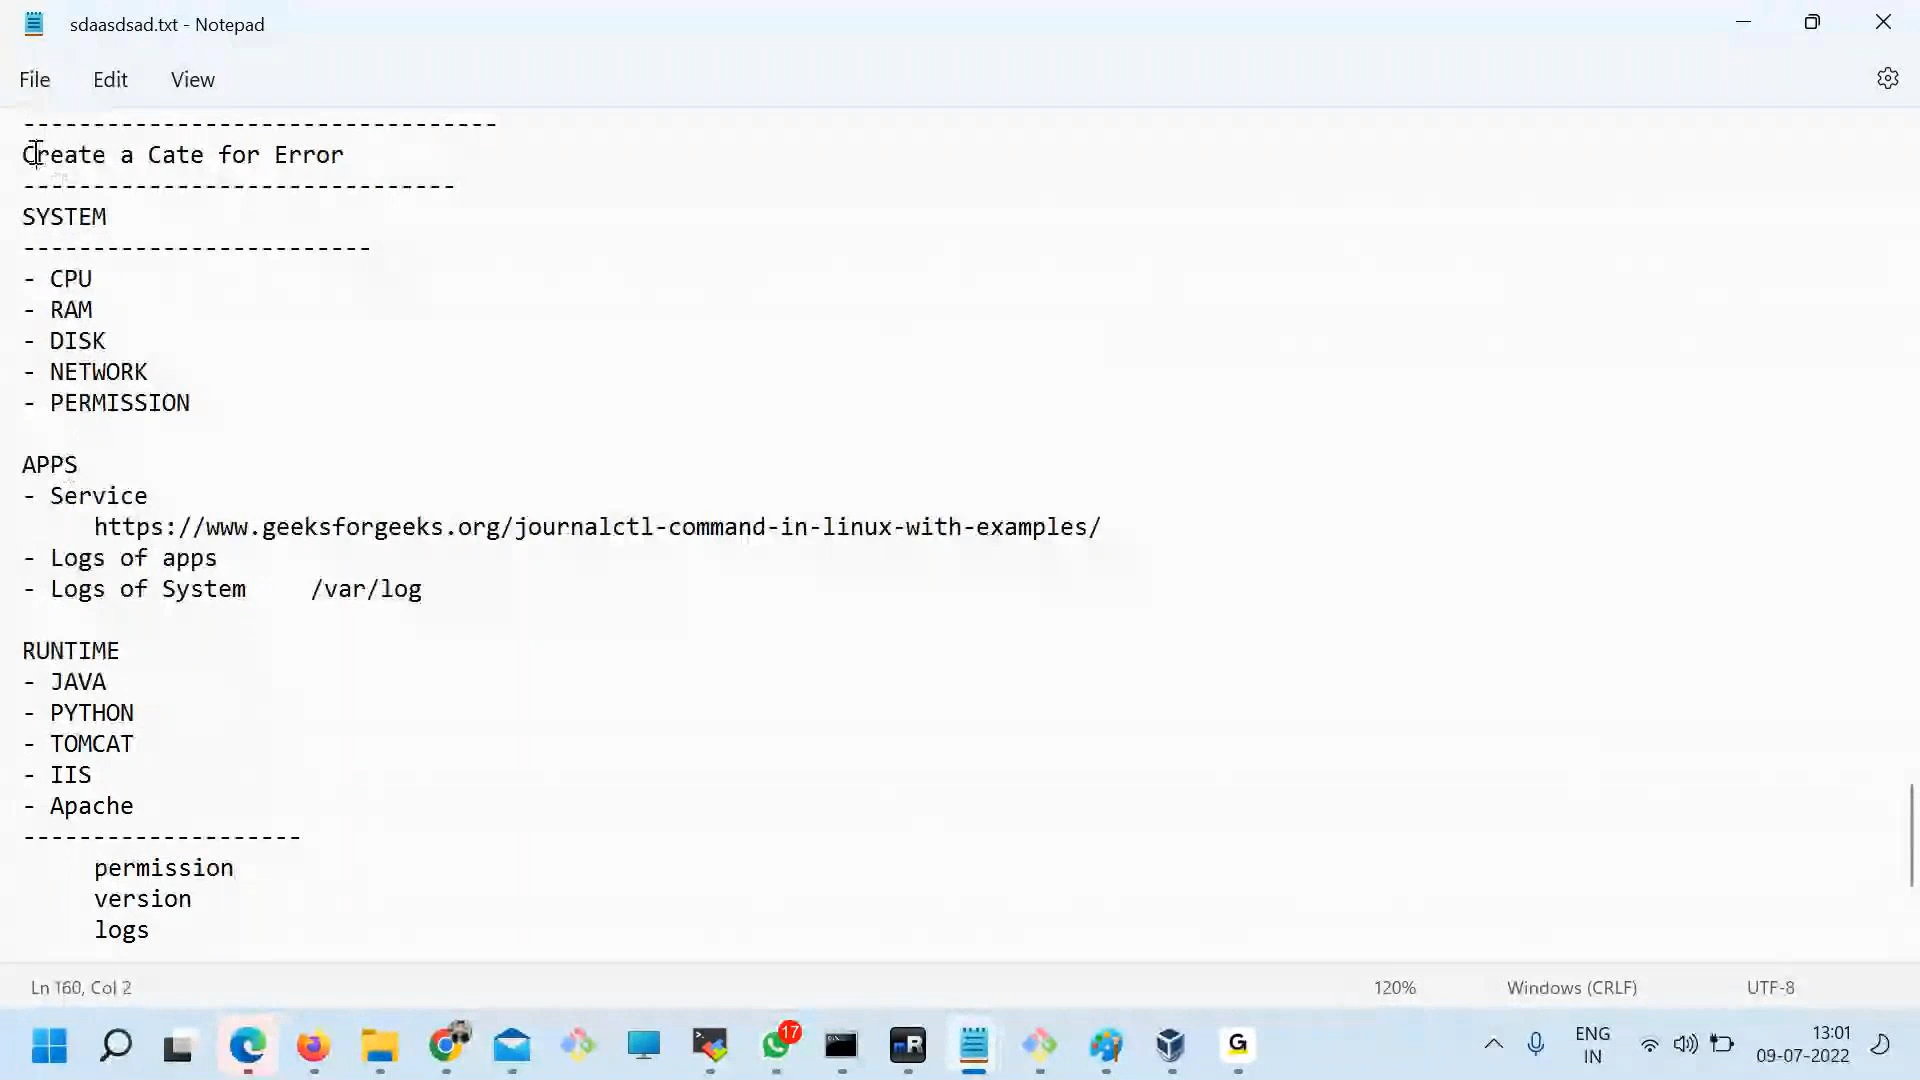 sdaasdsad.txt - Notepad
File Edit View
----------------------------------
Create a Cate for Error
-------------------------------
SYSTEM
-------------------------
- CPU
- RAM
- DISK
- NETWORK
- PERMISSION
APPS
- Service
https://www.geeksforgeeks.org/journalctl-command-in-linux-with-examples/
- Logs of apps
- Logs of System /var/log
RUNTIME
- JAVA
- PYTHON
- TOMCAT
- IIS
- Apache
--------------------
permission
version
logs
Ln 160, Col 2 120% Windows (CRLF) UTF-8
17
mR
G
ENG
IN
13:01
09-07-2022